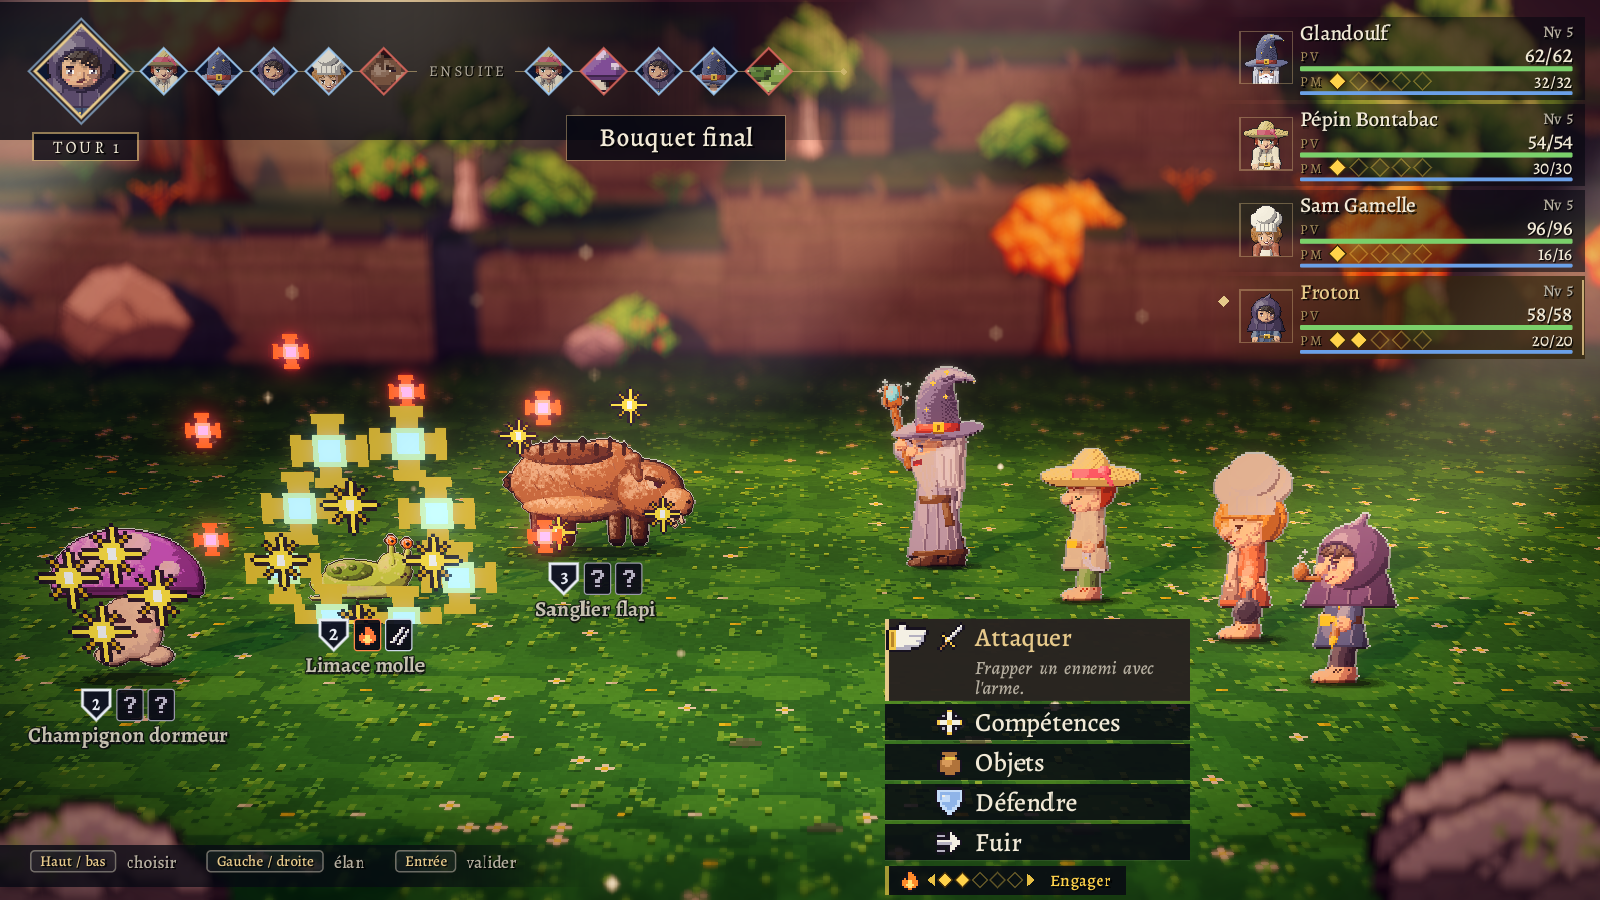 ENSUITE
TOUR 1
Bouquet final
Glandoulf Nv 5
PV 62/62
PM 32/32
Pépin Bontabac Nv 5
PV 54/54
PM 30/30
Sam Gamelle Nv 5
PV 96/96
PM 16/16
Froton Nv 5
PV 58/58
PM 20/20
3 ? ?
Sanglier flapi
2
Limace molle
2 ? ?
Champignon dormeur
Attaquer
Frapper un ennemi avec
l'arme.
Compétences
Objets
Défendre
Fuir
Engager
Haut / bas choisir Gauche / droite élan Entrée valider